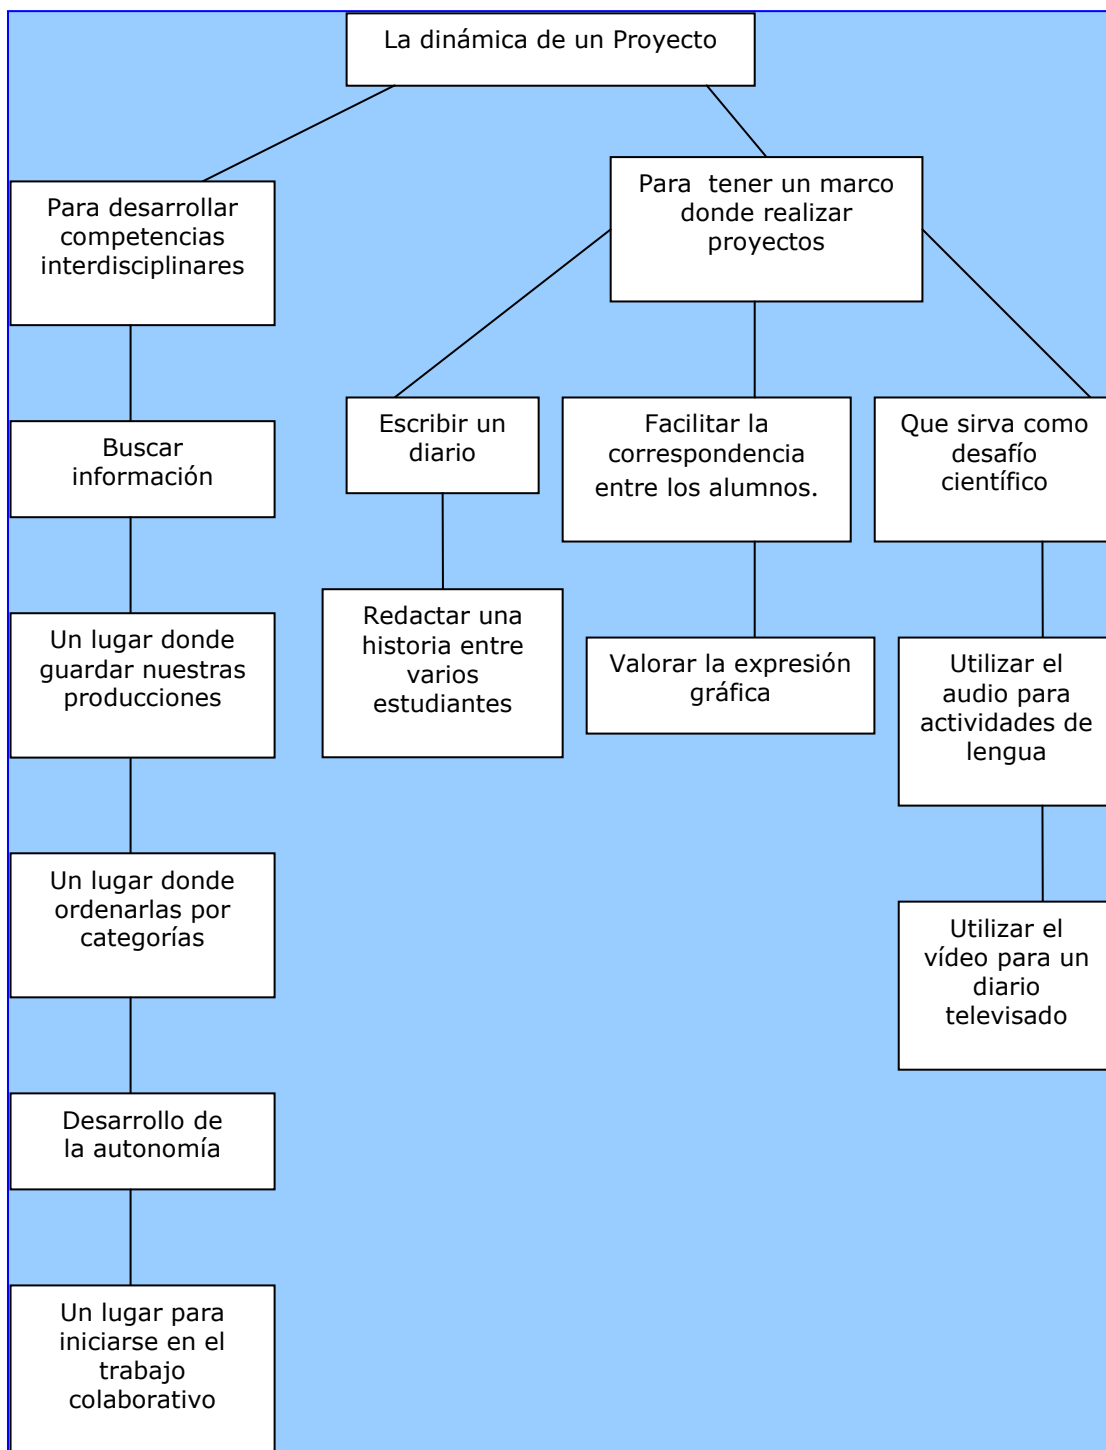 La dinámica de un Proyecto
Para desarrollar
competencias
interdisciplinares
Para  tener un marco
donde realizar
proyectos
Buscar
información
Escribir un
diario
Facilitar la
correspondencia
entre los alumnos.
Que sirva como
desafío
científico
Un lugar donde
guardar nuestras
producciones
Redactar una
historia entre
varios
estudiantes
Valorar la expresión
gráfica
Utilizar el
audio para
actividades de
lengua
Un lugar donde
ordenarlas por
categorías
Utilizar el
vídeo para un
diario
televisado
Desarrollo de
la autonomía
Un lugar para
iniciarse en el
trabajo
colaborativo